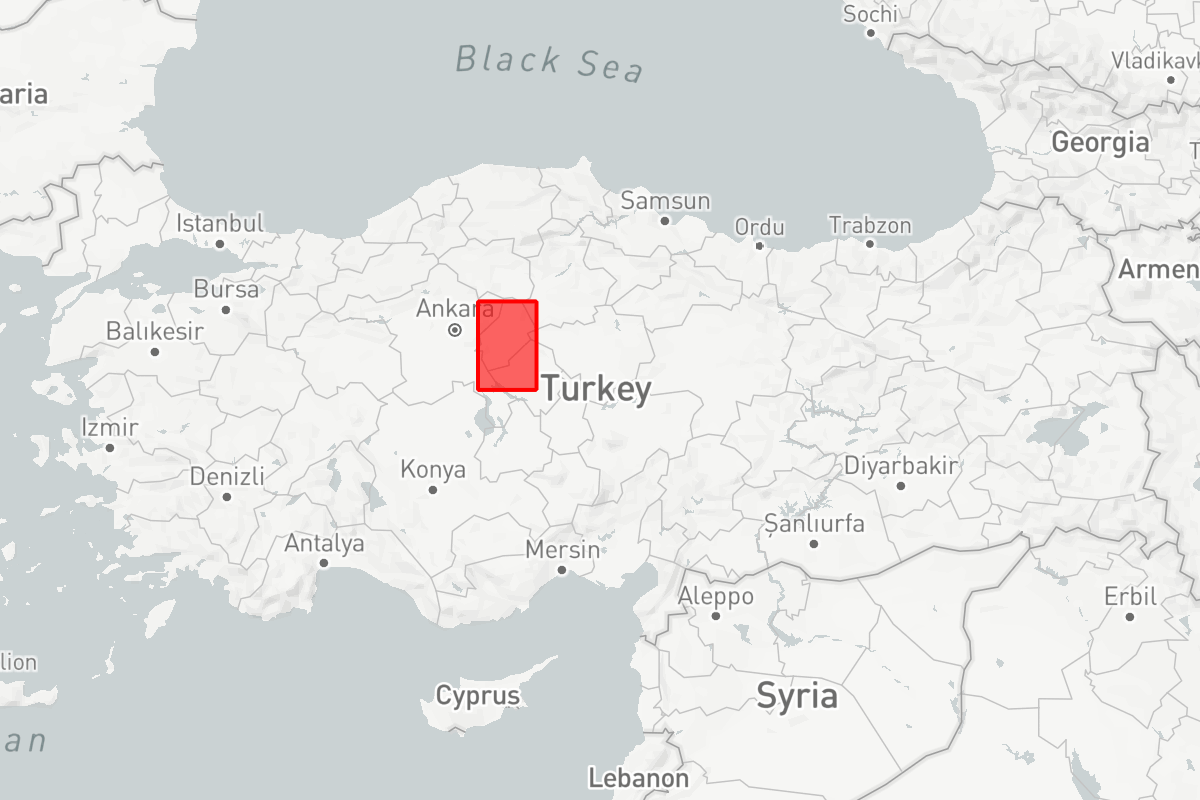 Sochi
Black Sea
Vladikavk
aria
Georgia
T
Samsun
Istanbul
Ordu
Trabzon
Armen
Bursa
Ankara
Balıkesir
Turkey
Izmir
Konya
Denizli
Diyarbakir
Şanlıurfa
Antalya
Mersin
Aleppo
Erbil
lion
Cyprus
Syria
an
Lebanon